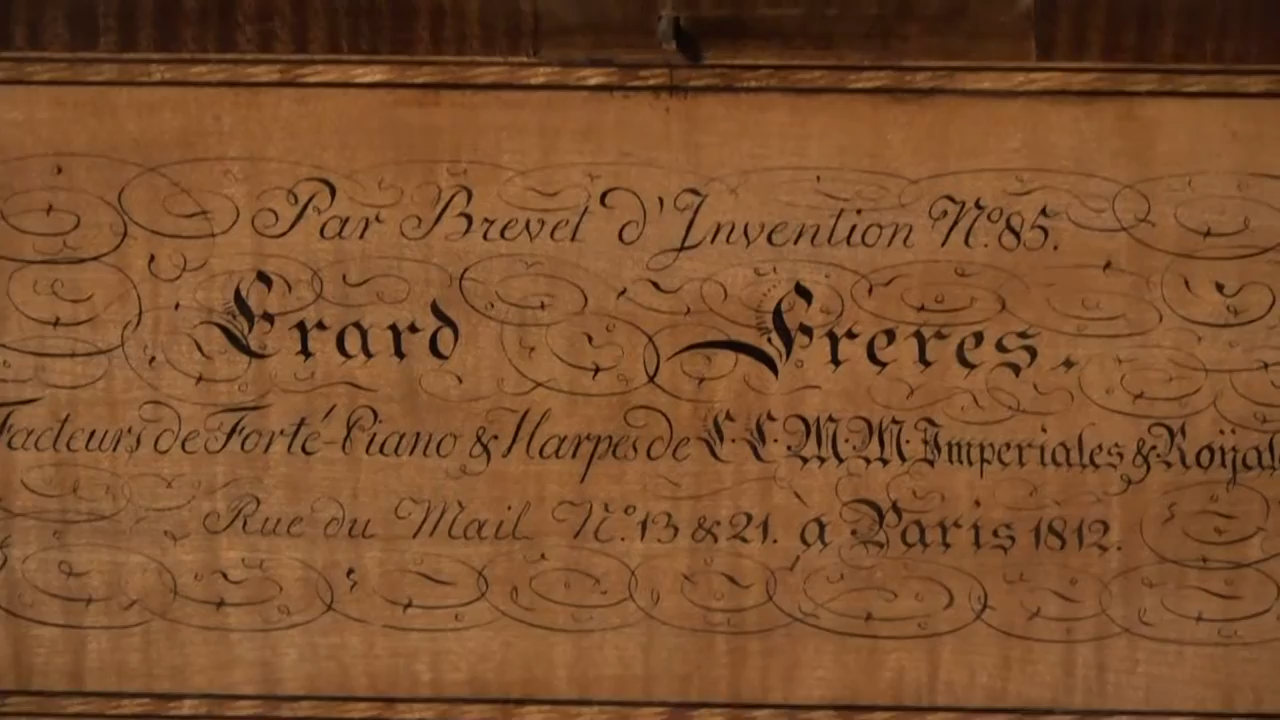 Par Brevet d'Invention N.º 85.
Erard Freres.
Facteurs de Forté-Piano & Harpes de L.L. M.M. Imperiales & Roÿal
Rue du Mail N.º 13 & 21. à Paris 1812.